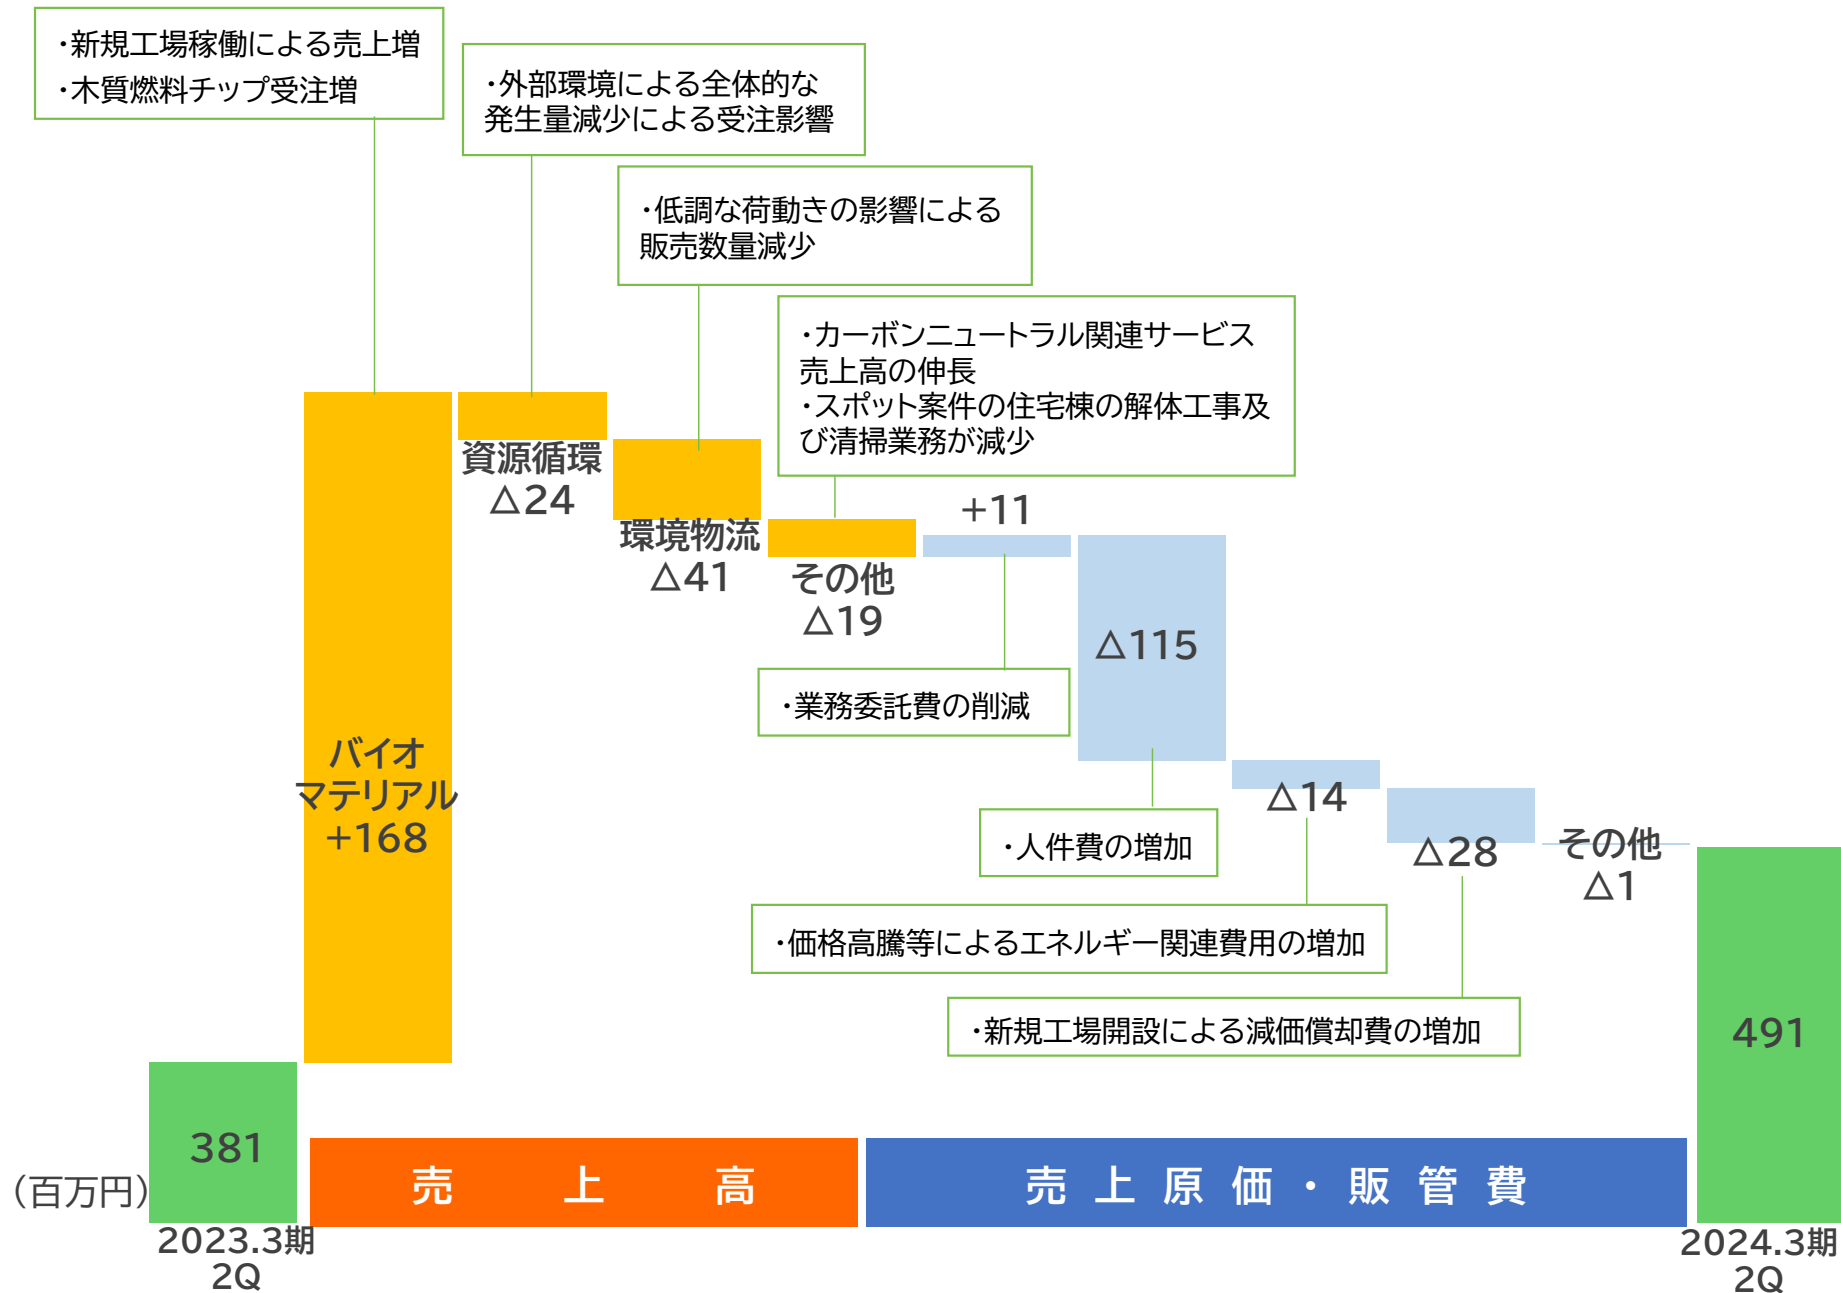 ・新規工場稼働による売上増
・木質燃料チップ受注増
・外部環境による全体的な
発生量減少による受注影響
・低調な荷動きの影響による
販売数量減少
・カーボンニュートラル関連サービス
売上高の伸長
・スポット案件の住宅棟の解体工事及
び清掃業務が減少
資源循環
△24
環境物流
△41
その他
△19
+11
△115
・業務委託費の削減
バイオ
マテリアル
+168
△14
△28
その他
△1
・人件費の増加
・価格高騰等によるエネルギー関連費用の増加
・新規工場開設による減価償却費の増加
491
381
(百万円)
売上高
売上原価・販管費
2023.3期
2Q
2024.3期
2Q